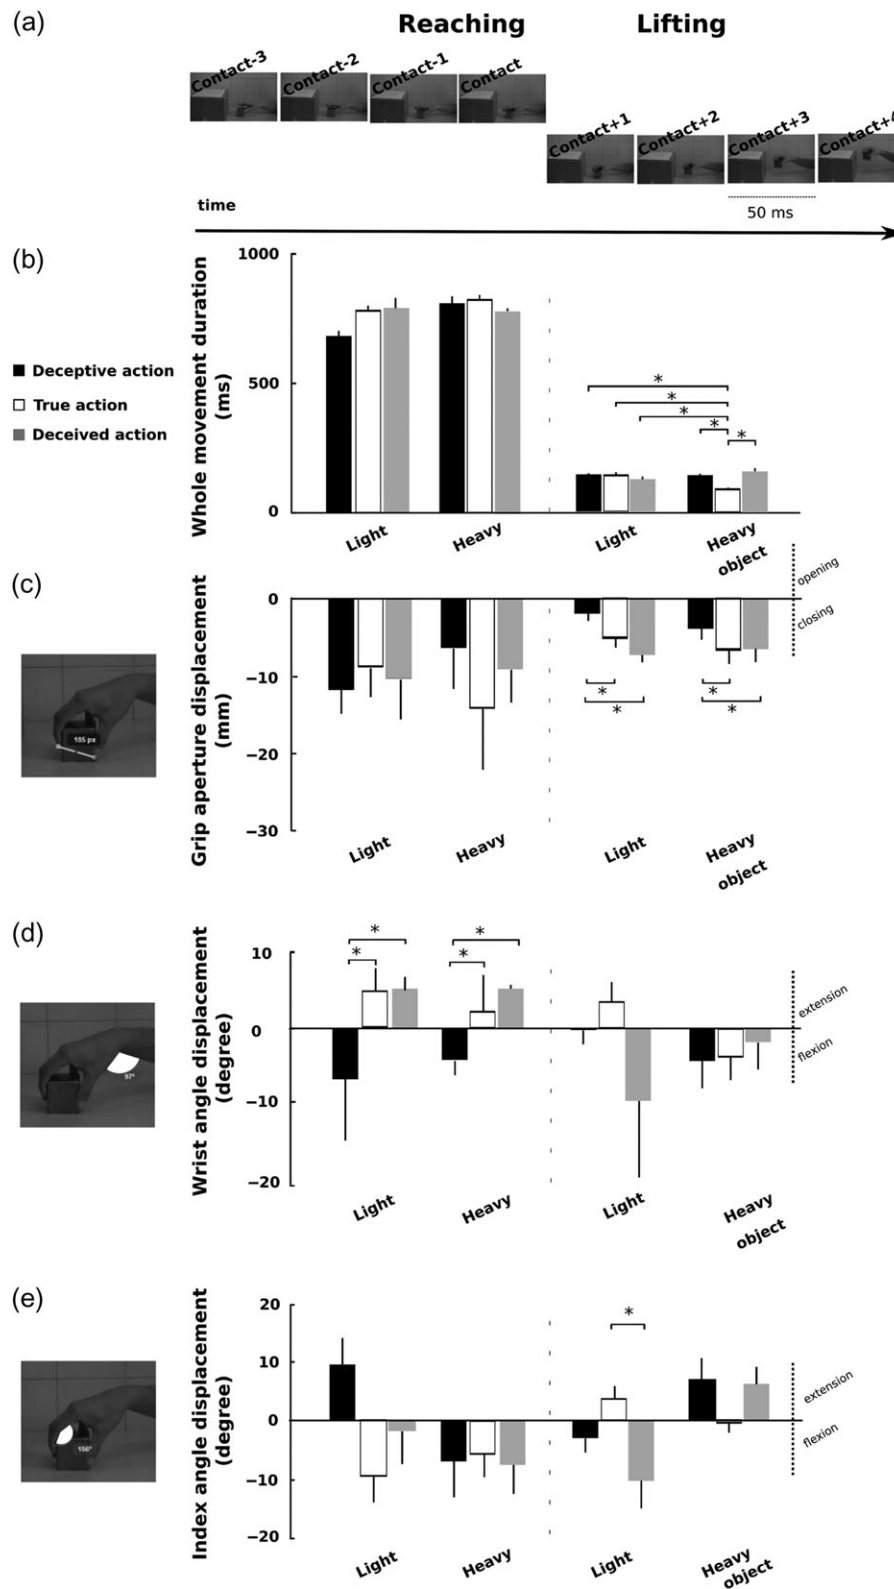 (a)
Reaching Lifting
Contact-3 Contact-2 Contact-1 Contact
Contact+1 Contact+2 Contact+3 Contact+4
time
50 ms
(b)
Whole movement duration
(ms)
1000
500
0
Deceptive action
True action
Deceived action
* * * * *
Light Heavy Light Heavy
object
(c)
Grip aperture displacement
(mm)
0
−10
−20
−30
opening
closing
185 px
* * * *
Light Heavy Light Heavy
object
(d)
Wrist angle displacement
(degree)
10
0
−10
−20
* * * *
extension
flexion
97°
Light Heavy Light Heavy
object
(e)
Index angle displacement
(degree)
20
10
0
−10
−20
*
extension
flexion
156°
Light Heavy Light Heavy
object